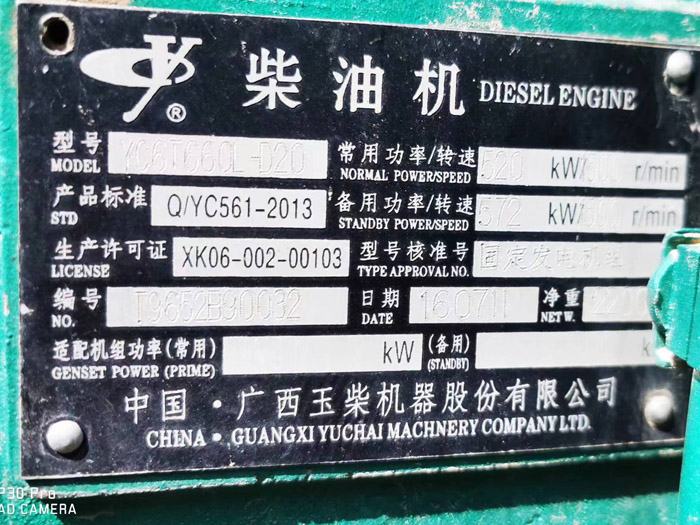 柴油机 DIESEL ENGINE
型号 YC6TC660L-D20 常用功率/转速 520 kW/ r/min
MODEL NORMAL POWER/SPEED
产品标准 Q/YC561-2013 备用功率/转速 572 kW/ r/min
STD STANDBY POWER/SPEED
生产许可证 XK06-002-00103 型号核准号 固定发电机组
LICENSE TYPE APPROVAL NO.
编号 T9652B90032 日期 160711 净重
NO. DATE NET W.
适配机组功率(常用) kW (备用)
GENSET POWER (PRIME) (STANDBY)
中国·广西玉柴机器股份有限公司
CHINA · GUANGXI YUCHAI MACHINERY COMPANY LTD.